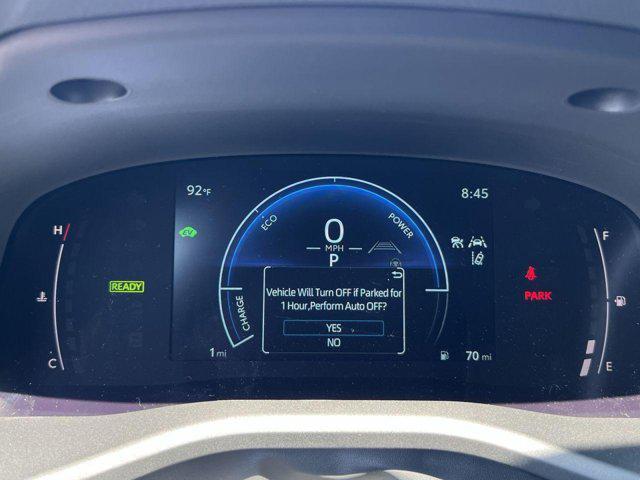 92°F
8:45
H
EV
READY
C
ECO
POWER
CHARGE
0
MPH
P
Vehicle Will Turn OFF if Parked for
1 Hour,Perform Auto OFF?
YES
NO
1 mi
70 mi
PARK
F
E